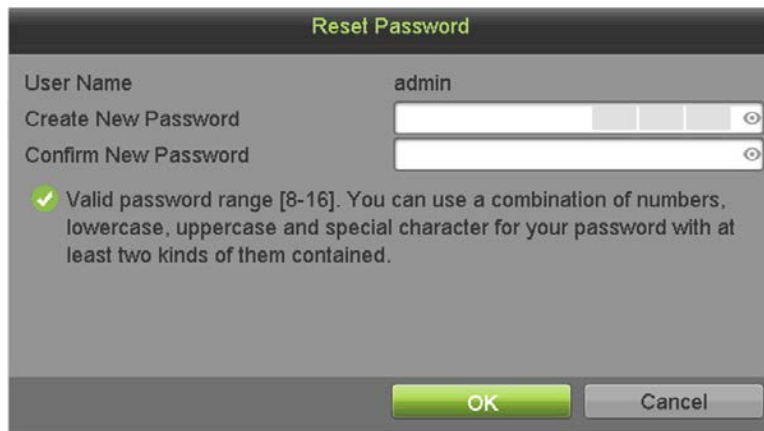 Reset Password
User Name admin
Create New Password
Confirm New Password
Valid password range [8-16]. You can use a combination of numbers,
lowercase, uppercase and special character for your password with at
least two kinds of them contained.
OK Cancel